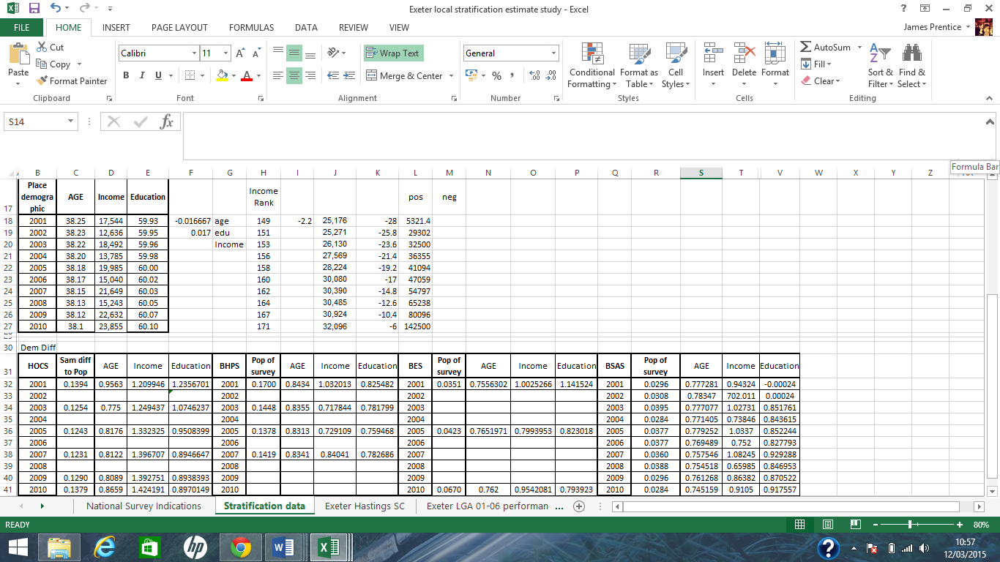 Exeter local stratification estimate study - Excel
FILE HOME INSERT PAGE LAYOUT FORMULAS DATA REVIEW VIEW James Prentice
Cut
Copy
Format Painter
Paste
Calibri 11
B I U
Wrap Text
Merge & Center
General
Conditional Formatting
Format as Table
Cell Styles
Insert Delete Format
AutoSum
Fill
Clear
Sort & Filter
Find & Select
Clipboard Font Alignment Number Styles Cells Editing
S14
fx
Formula Bar
B C D E F G H I J K L M N O P Q R S T V W X Y Z
17 Place demographic AGE Income Education Income Rank pos neg
18 2001 38.25 17,544 59.93 -0.016667 age 149 -2.2 25,176 -28 5321.4
19 2002 38.23 12,636 59.95 0.017 edu 151 25,271 -25.8 29302
20 2003 38.22 18,492 59.96 Income 153 26,130 -23.6 32500
21 2004 38.20 13,785 59.98 156 27,569 -21.4 36355
22 2005 38.18 19,985 60.00 158 28,224 -19.2 41094
23 2006 38.17 15,040 60.02 160 30,080 -17 47059
24 2007 38.15 21,649 60.03 162 30,390 -14.8 54797
25 2008 38.13 15,243 60.05 164 30,485 -12.6 65238
26 2009 38.12 22,632 60.07 167 30,924 -10.4 80096
27 2010 38.1 23,855 60.10 171 32,096 -6 142500
30 Dem Diff
31 HOCS Sam diff to Pop AGE Income Education BHPS Pop of survey AGE Income Education BES Pop of survey AGE Income Education BSAS Pop of survey AGE Income Education
32 2001 0.1394 0.9563 1.209946 1.2356701 2001 0.1700 0.8434 1.032013 0.825482 2001 0.0351 0.7556302 1.0025266 1.141524 2001 0.0296 0.777281 0.94324 -0.00024
33 2002 2002 2002 2002 0.0308 0.78347 702.011 0.00024
34 2003 0.1254 0.775 1.249437 1.0746237 2003 0.1448 0.8355 0.717844 0.781799 2003 2003 0.0395 0.777077 1.02731 0.851761
35 2004 2004 2004 2004 0.0284 0.771405 0.73846 0.843615
36 2005 0.1243 0.8176 1.332325 0.9508399 2005 0.1378 0.8313 0.729109 0.759468 2005 0.0423 0.7651971 0.7993953 0.823018 2005 0.0377 0.779252 1.0337 0.852244
37 2006 2006 2006 2006 0.0377 0.769489 0.752 0.827793
38 2007 0.1231 0.8122 1.396707 0.8946647 2007 0.1419 0.8341 0.84041 0.782686 2007 2007 0.0360 0.757546 1.08245 0.929288
39 2008 2008 2008 2008 0.0388 0.754518 0.65985 0.846953
40 2009 0.1290 0.8089 1.392751 0.8938393 2009 2009 2009 0.0296 0.761268 0.86382 0.870522
41 2010 0.1379 0.8659 1.424191 0.8970149 2010 2010 0.0670 0.762 0.9542081 0.793923 2010 0.0284 0.745159 0.9105 0.917557
National Survey Indications Stratification data Exeter Hastings SC Exeter LGA 01-06 performan ...
READY 80%
hp
10:57
12/03/2015